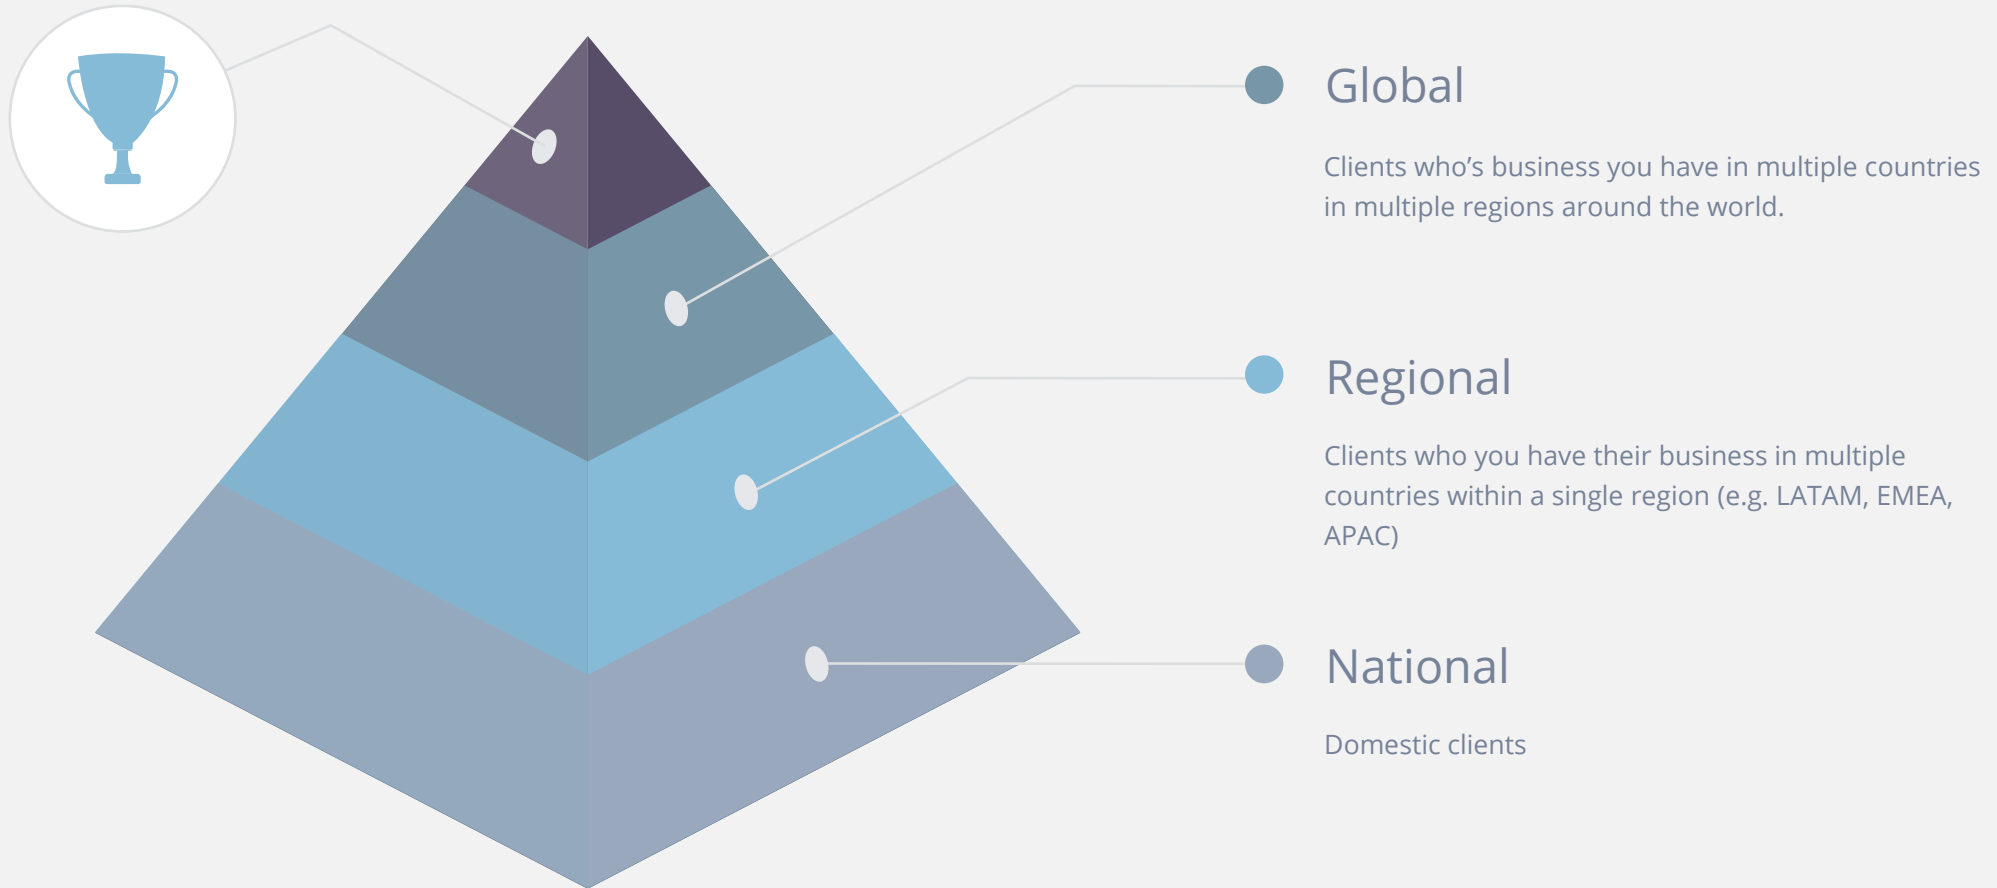 Global
Clients who’s business you have in multiple countries
in multiple regions around the world.
Regional
Clients who you have their business in multiple
countries within a single region (e.g. LATAM, EMEA,
APAC)
National
Domestic clients